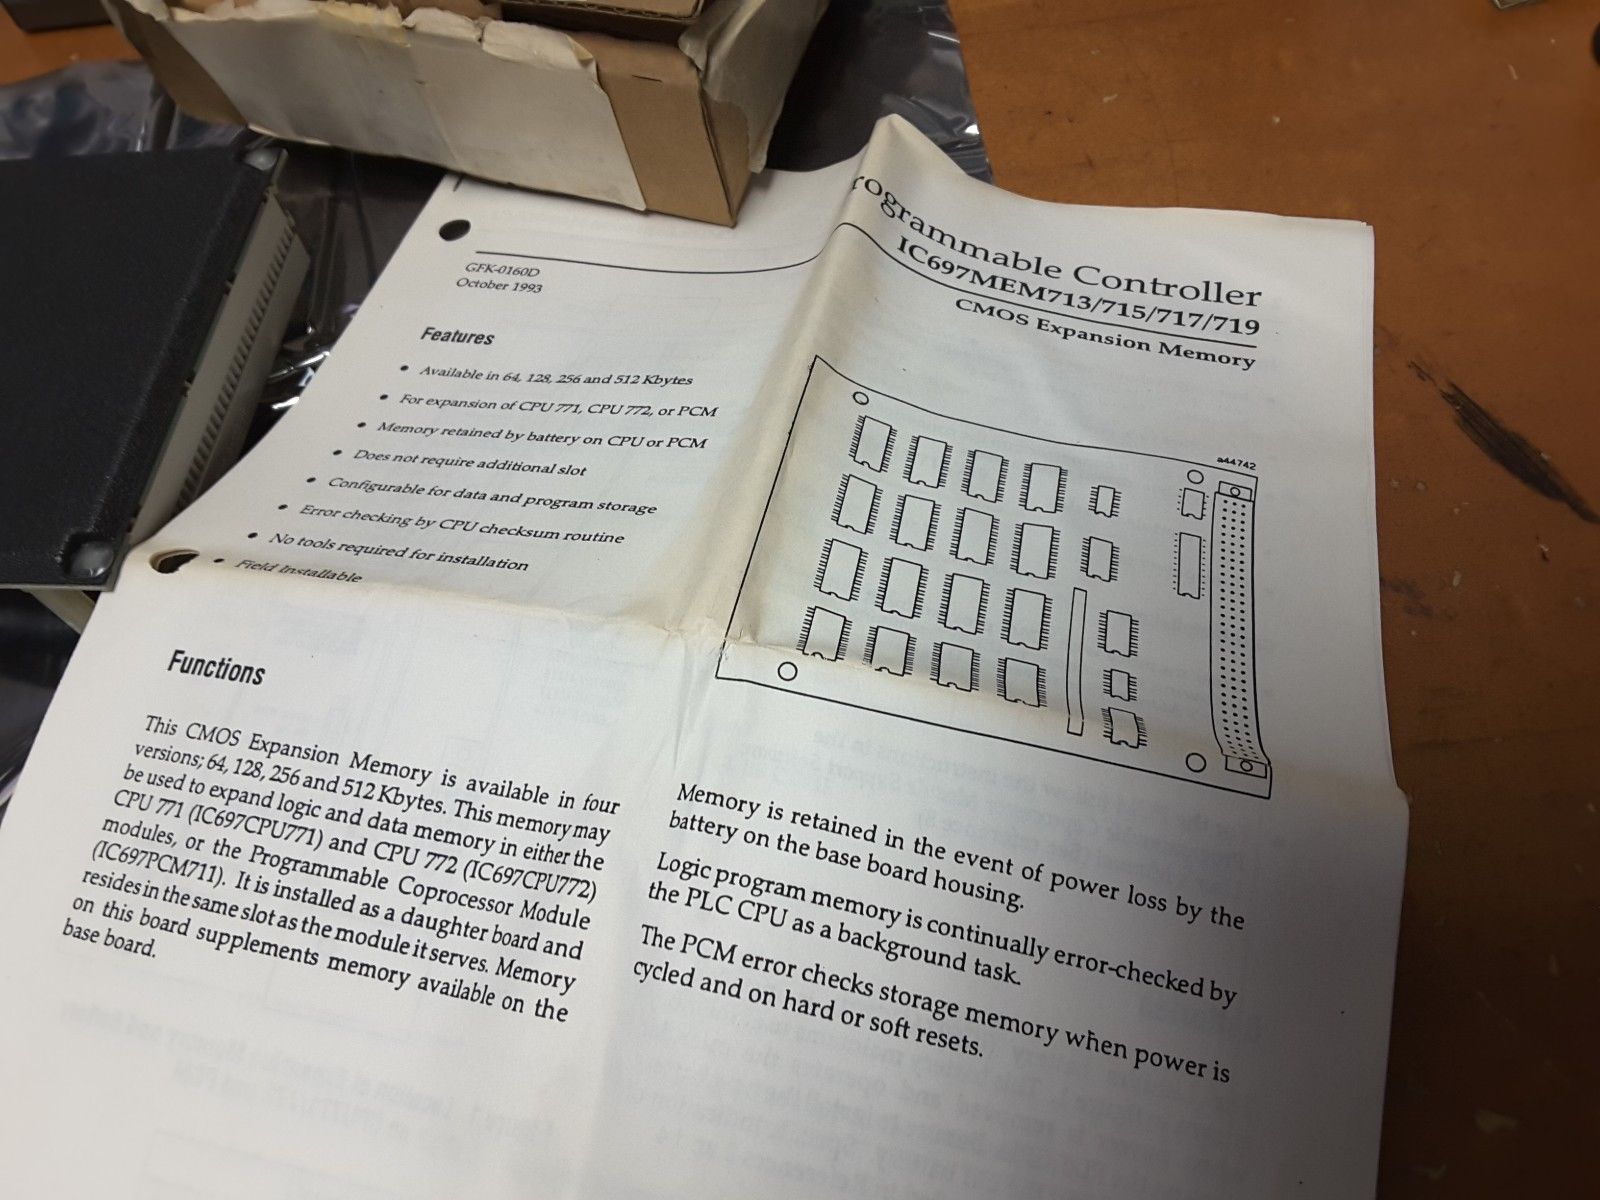 rogrammable Controller
IC697MEM713/715/717/719
CMOS Expansion Memory
GFK-0160D
October 1993
Features
• Available in 64, 128, 256 and 512 Kbytes
• For expansion of CPU 771, CPU 772, or PCM
• Memory retained by battery on CPU or PCM
• Does not require additional slot
• Configurable for data and program storage
• Error checking by CPU checksum routine
• No tools required for installation
• Field Installable
a44742
Functions
This CMOS Expansion Memory is available in four
versions; 64, 128, 256 and 512 Kbytes. This memory may
be used to expand logic and data memory in either the
CPU 771 (IC697CPU771) and CPU 772 (IC697CPU772)
modules, or the Programmable Coprocessor Module
(IC697PCM711). It is installed as a daughter board and
resides in the same slot as the module it serves. Memory
on this board supplements memory available on the
base board.
Memory is retained in the event of power loss by the
battery on the base board housing.
Logic program memory is continually error-checked by
the PLC CPU as a background task.
The PCM error checks storage memory when power is
cycled and on hard or soft resets.